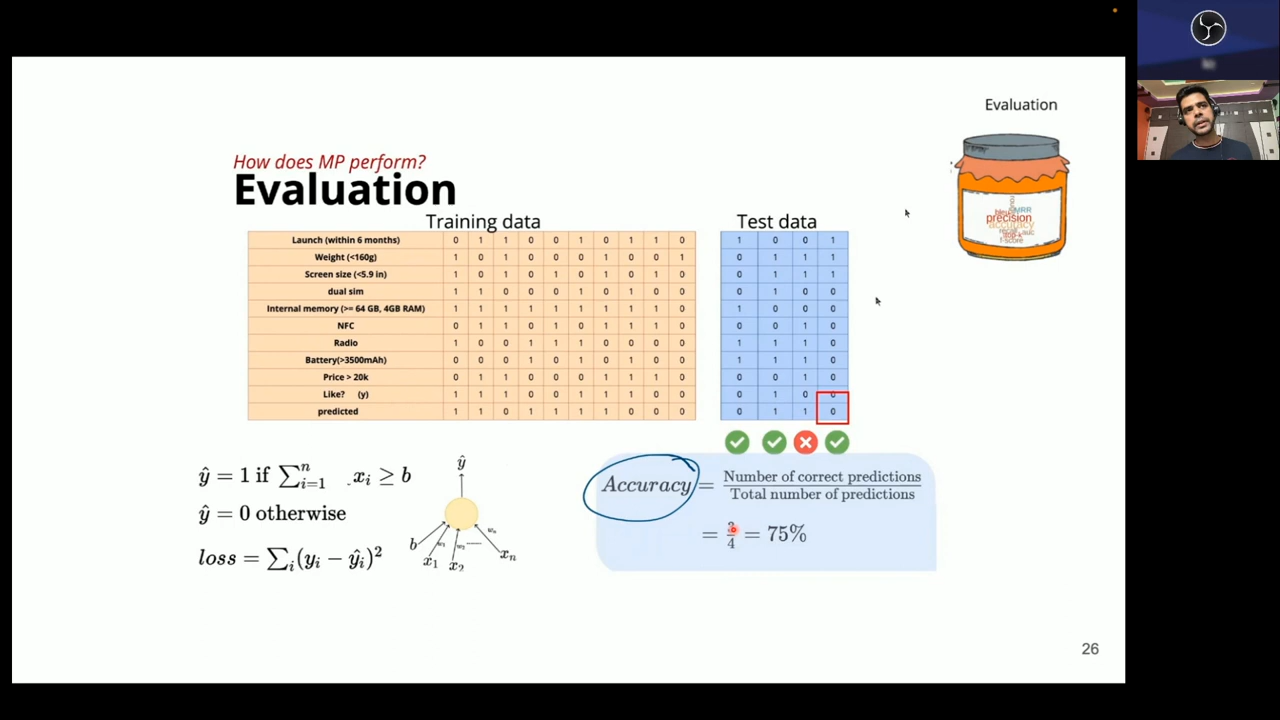 Evaluation
How does MP perform?
Evaluation
Training data
Test data
Launch (within 6 months) 0 1 1 0 0 1 0 1 1 0 1 0 0 1
Weight (<160g) 1 0 1 0 0 0 1 0 0 1 0 1 1 1
Screen size (<5.9 in) 1 0 1 0 1 0 1 0 1 0 0 1 1 1
dual sim 1 1 0 0 0 1 0 1 0 0 0 1 0 0
Internal memory (>= 64 GB, 4GB RAM) 1 1 1 1 1 1 1 1 1 0 1 0 0 0
NFC 0 1 1 0 1 0 1 1 1 0 0 0 1 0
Radio 1 0 0 1 1 1 0 0 0 0 1 1 1 0
Battery(>3500mAh) 0 0 0 1 0 1 0 1 0 0 1 1 1 0
Price > 20k 0 1 1 0 0 0 1 1 1 0 0 0 1 0
Like? (y) 1 1 1 0 0 1 1 1 0 0 0 1 0 0
predicted 1 1 0 1 1 1 1 0 0 0 0 1 1 0
precision
accuracy
MRR
auc
f-score
ŷ = 1 if ∑ⁿᵢ₌₁ xᵢ ≥ b
ŷ = 0 otherwise
loss = ∑ᵢ(yᵢ − ŷᵢ)²
ŷ
b w₁ w₂ wₙ
x₁ x₂ xₙ
Accuracy = Number of correct predictions / Total number of predictions
= 3/4 = 75%
26